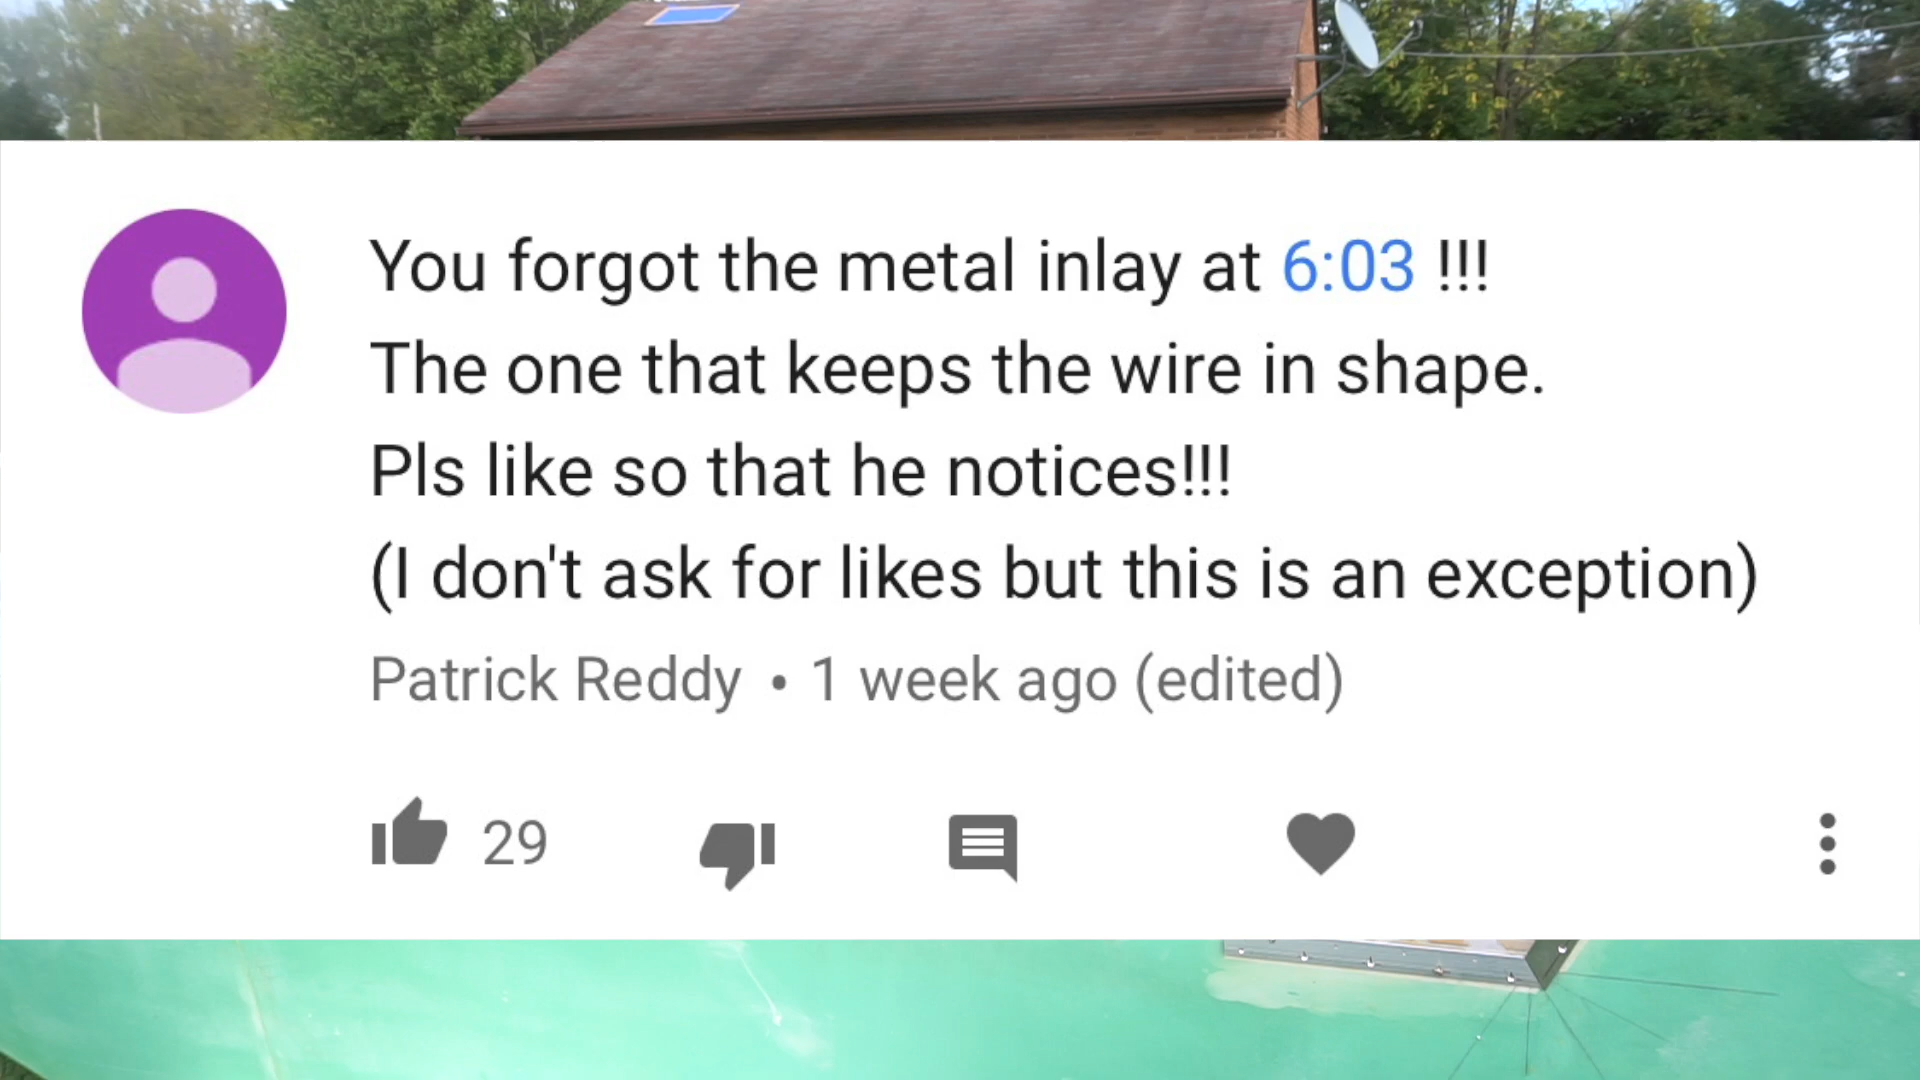 You forgot the metal inlay at 6:03 !!!
The one that keeps the wire in shape.
Pls like so that he notices!!!
(I don't ask for likes but this is an exception)
Patrick Reddy • 1 week ago (edited)
29